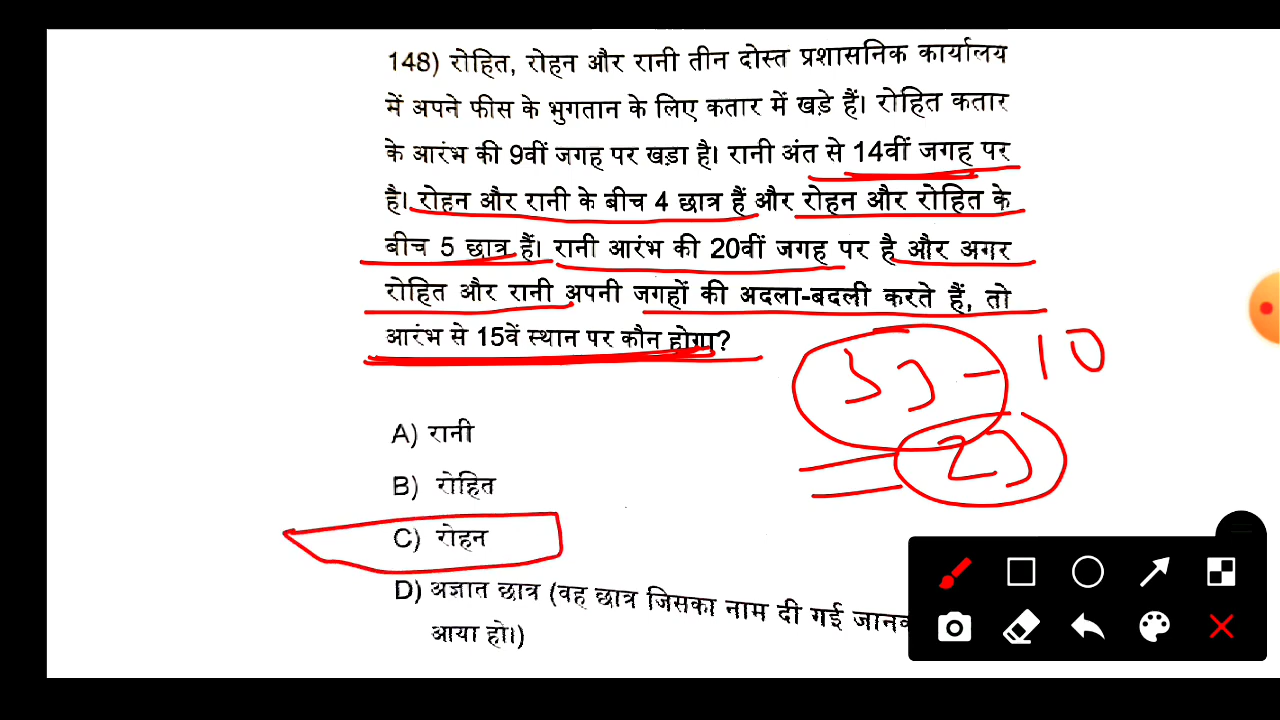 148) रोहित, रोहन और रानी तीन दोस्त प्रशासनिक कार्यालय
में अपने फीस के भुगतान के लिए कतार में खड़े हैं। रोहित कतार
के आरंभ की 9वीं जगह पर खड़ा है। रानी अंत से 14वीं जगह पर
है। रोहन और रानी के बीच 4 छात्र हैं और रोहन और रोहित के
बीच 5 छात्र हैं। रानी आरंभ की 20वीं जगह पर है और अगर
रोहित और रानी अपनी जगहों की अदला-बदली करते हैं, तो
आरंभ से 15वें स्थान पर कौन होगा?
33 - 10
= 23
A) रानी
B) रोहित
C) रोहन
D) अज्ञात छात्र (वह छात्र जिसका नाम दी गई
आया हो।)